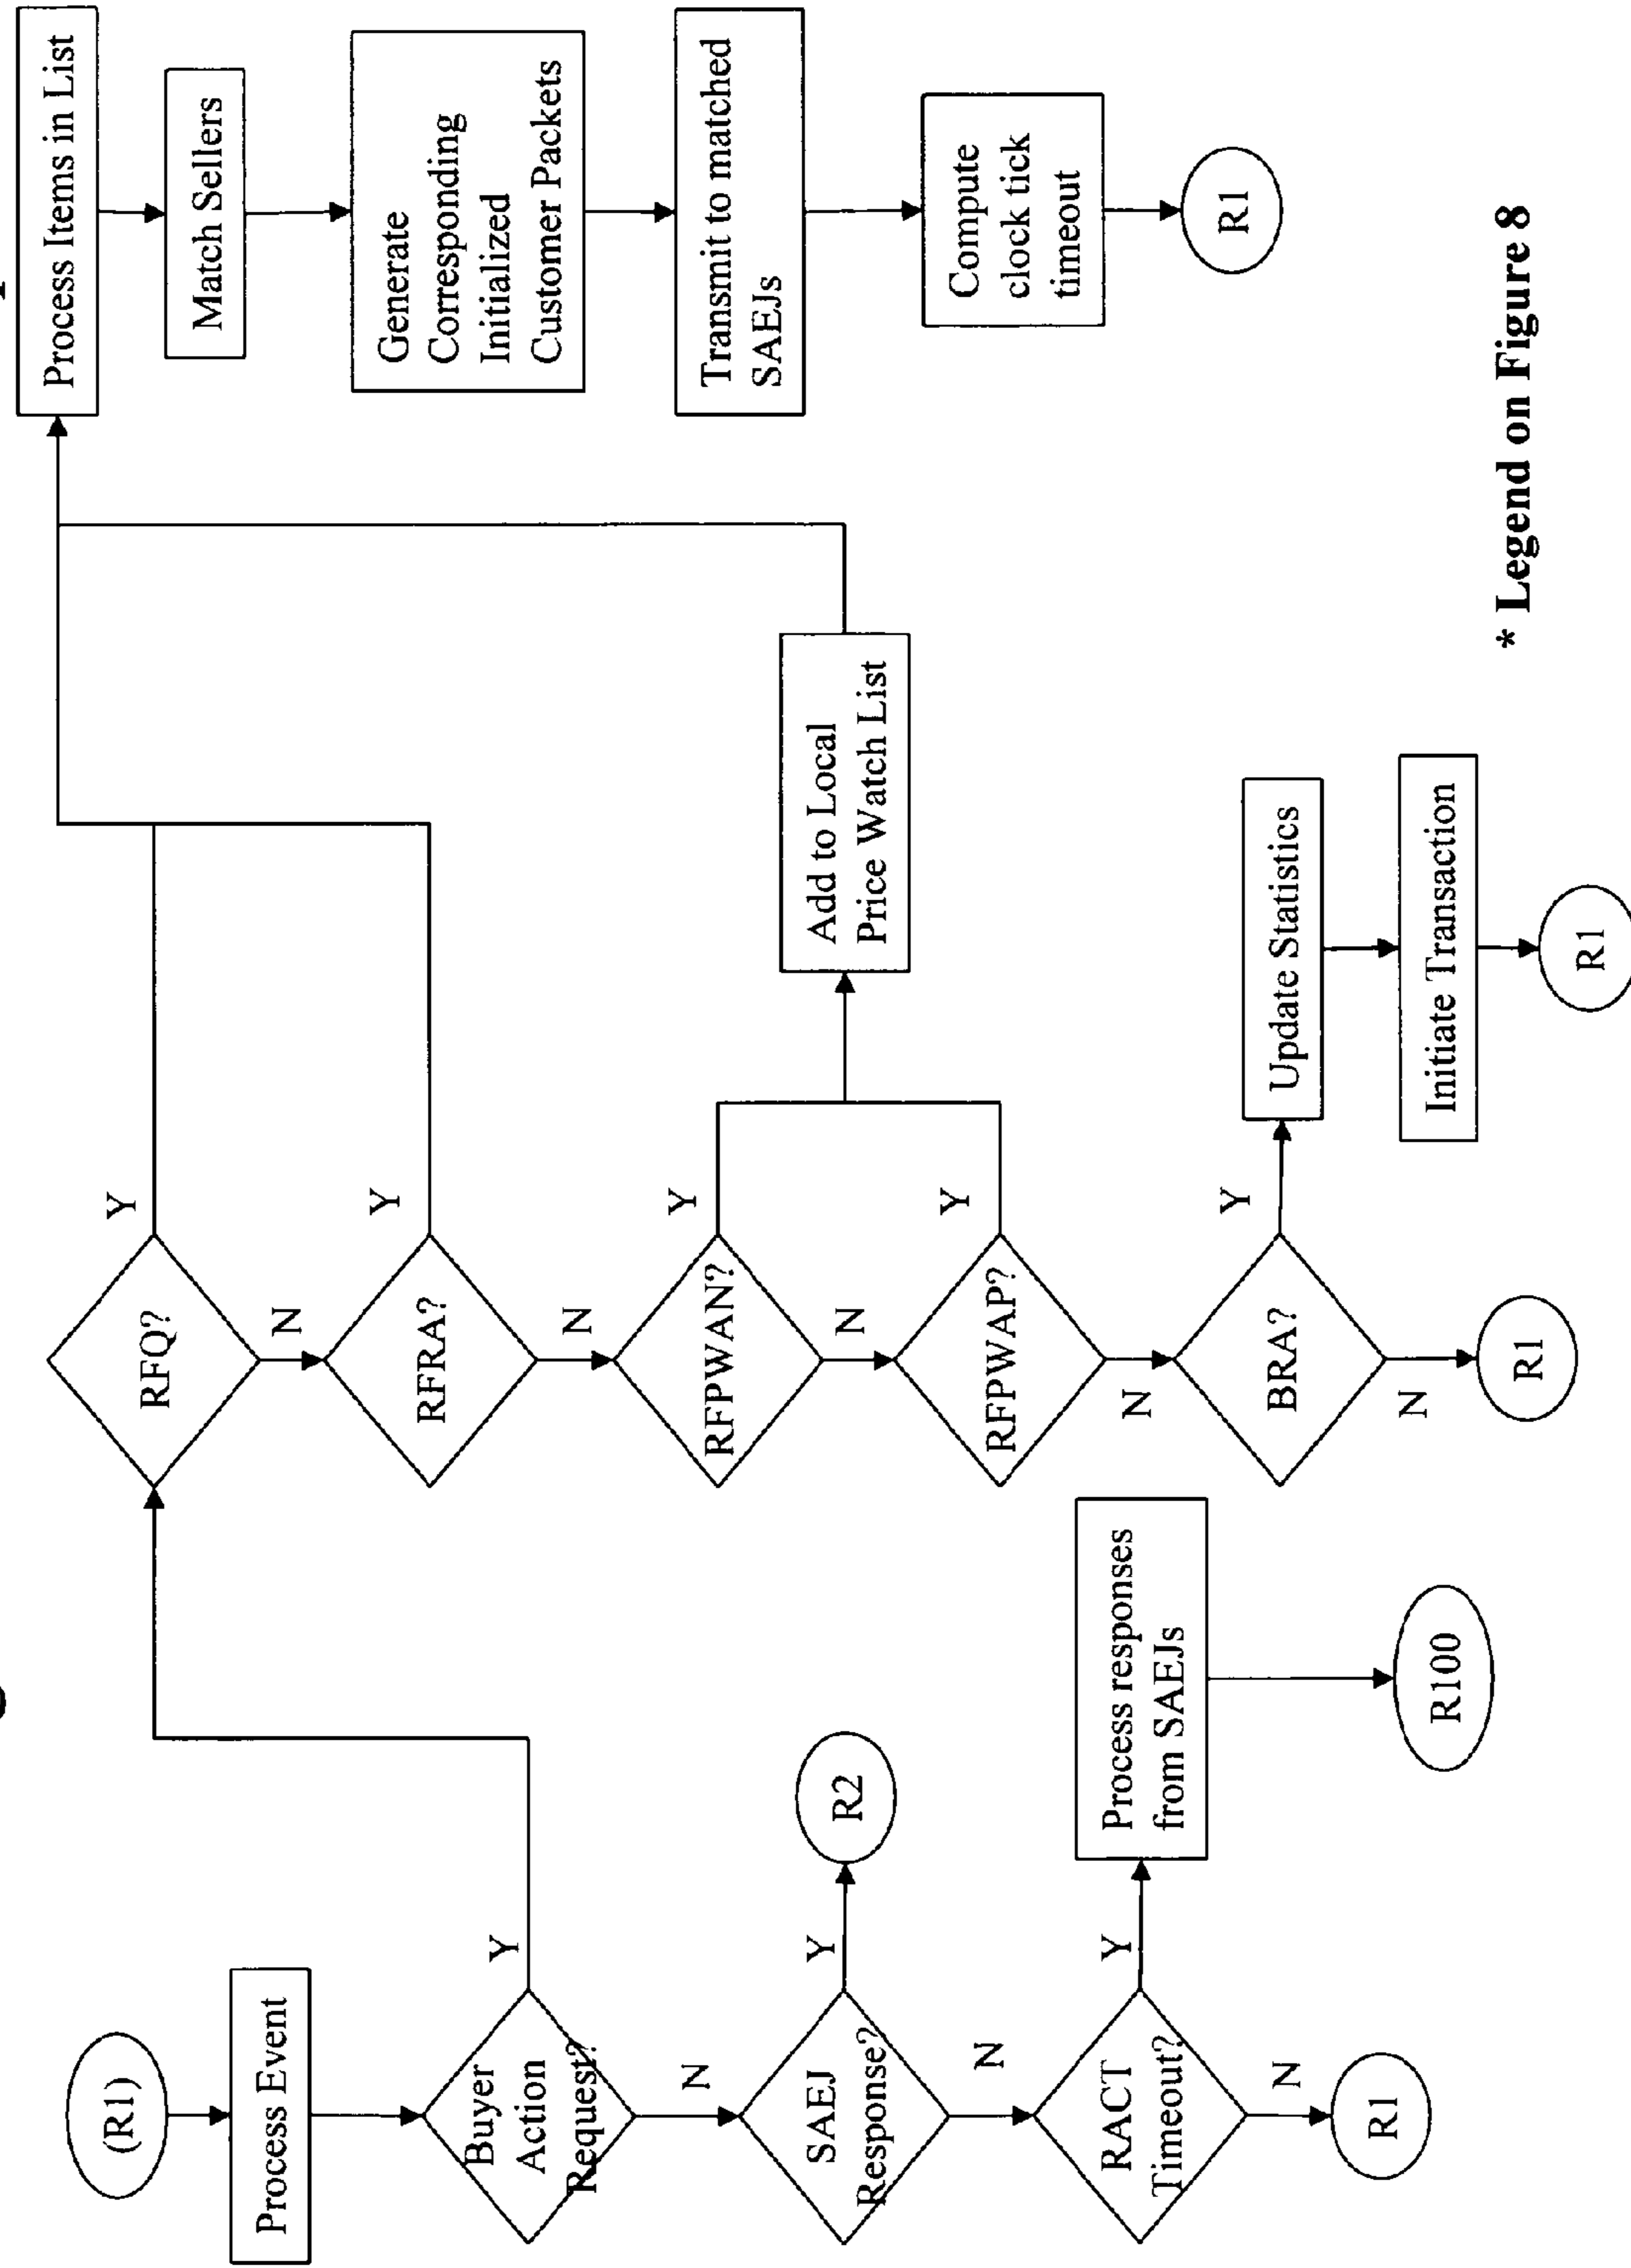 (R1)
Process Event
Buyer
Action
Request?
Y
N
SAEJ
Response?
Y
R2
N
RACT
Timeout?
Y
Process responses
from SAEJs
R100
N
R1
RFQ?
Y
N
RFRA?
Y
N
RFPWAN?
Y
N
RFPWAP?
Y
N
BRA?
Y
N
R1
Add to Local
Price Watch List
Update Statistics
Initiate Transaction
R1
Process Items in List
Match Sellers
Generate
Corresponding
Initialized
Customer Packets
Transmit to matched
SAEJs
Compute
clock tick
timeout
R1
* Legend on Figure 8